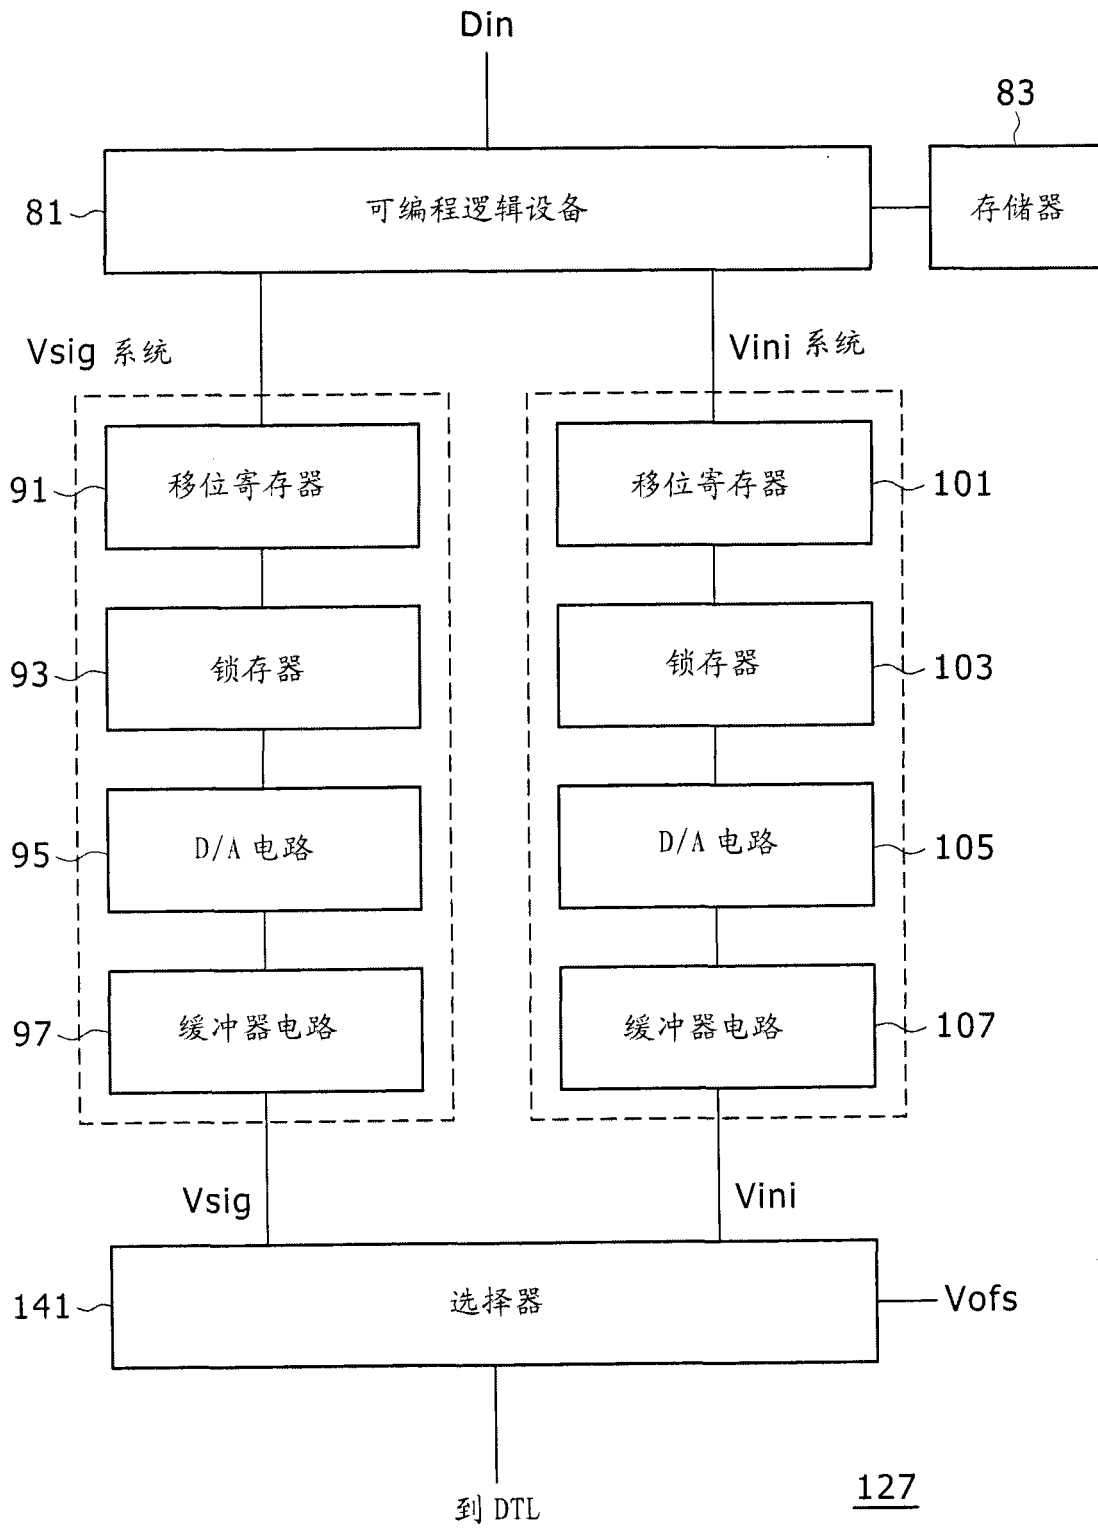 Din
83
81
可编程逻辑设备
存储器
Vsig 系统
Vini 系统
91
移位寄存器
移位寄存器
101
93
锁存器
锁存器
103
95
D/A 电路
D/A 电路
105
97
缓冲器电路
缓冲器电路
107
Vsig
Vini
141
选择器
Vofs
到 DTL
127